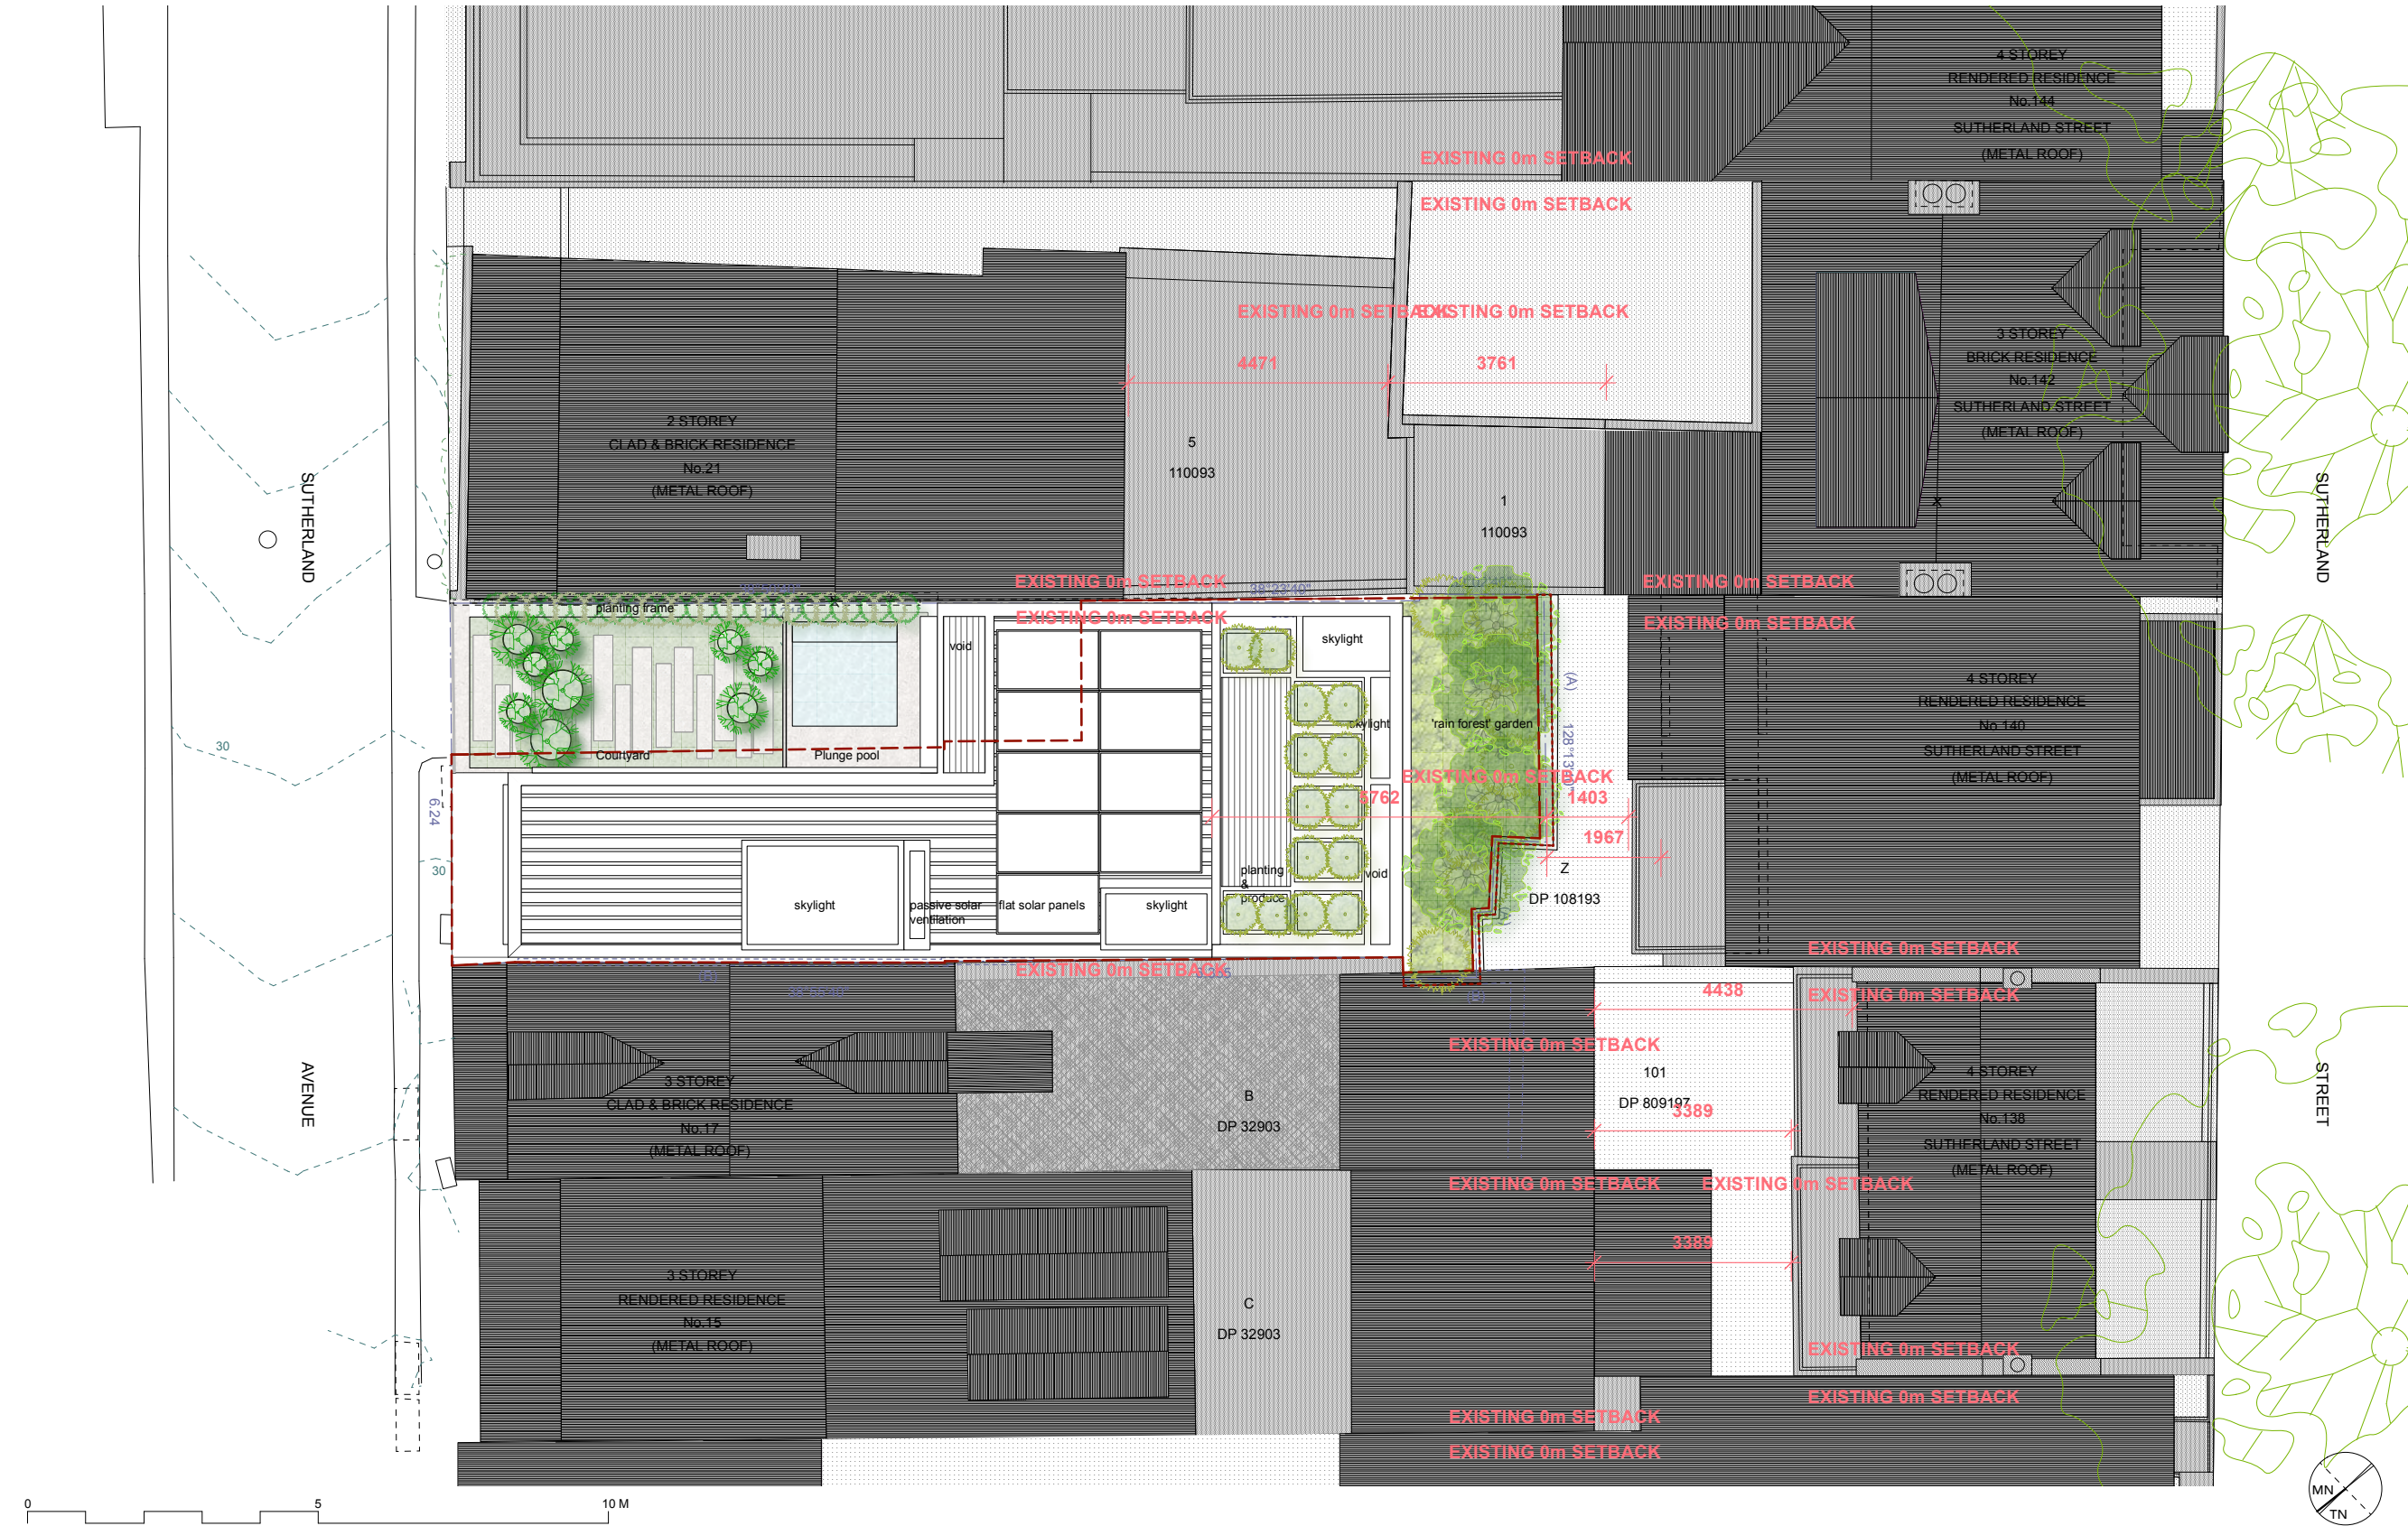 4 STOREY
RENDERED RESIDENCE
No.144
SUTHERLAND STREET
(METAL ROOF)
EXISTING 0m SETBACK
EXISTING 0m SETBACK
EXISTING 0m SETBACK
EXISTING 0m SETBACK
4471
3761
3 STOREY
BRICK RESIDENCE
No.142
SUTHERLAND STREET
(METAL ROOF)
2 STOREY
CLAD & BRICK RESIDENCE
No.21
(METAL ROOF)
5
110093
1
110093
X
SUTHERLAND
SUTHERLAND
EXISTING 0m SETBACK
38°23'40"
EXISTING 0m SETBACK
planting frame
EXISTING 0m SETBACK
EXISTING 0m SETBACK
void
skylight
(A)
128°13'10"
skylight
'rain forest' garden
4 STOREY
RENDERED RESIDENCE
No.140
SUTHERLAND STREET
(METAL ROOF)
30
Courtyard
Plunge pool
EXISTING 0m SETBACK
5762
1403
6.24
1967
30
planting
&
produce
void
Z
DP 108193
skylight
passive solar
ventilation
flat solar panels
skylight
(A)
EXISTING 0m SETBACK
EXISTING 0m SETBACK
(B)
(B)
4438
EXISTING 0m SETBACK
EXISTING 0m SETBACK
101
DP 809197
3389
3 STOREY
CLAD & BRICK RESIDENCE
No.17
(METAL ROOF)
B
DP 32903
4 STOREY
RENDERED RESIDENCE
No.138
SUTHERLAND STREET
(METAL ROOF)
AVENUE
STREET
EXISTING 0m SETBACK
EXISTING 0m SETBACK
3389
3 STOREY
RENDERED RESIDENCE
No.15
(METAL ROOF)
C
DP 32903
EXISTING 0m SETBACK
EXISTING 0m SETBACK
EXISTING 0m SETBACK
EXISTING 0m SETBACK
0
5
10 M
MN
TN